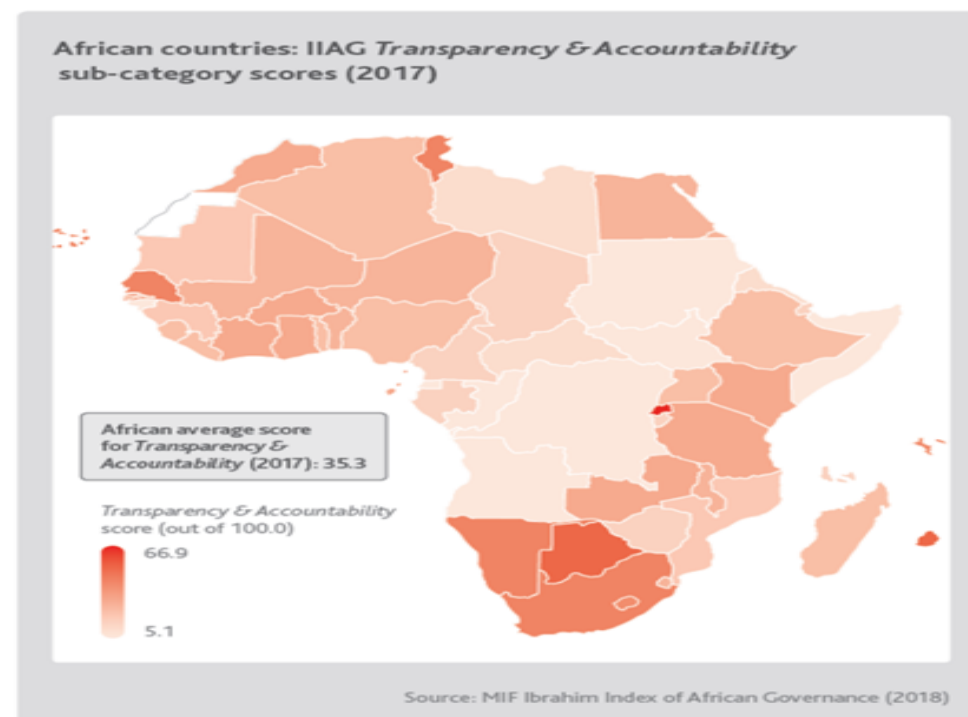 African countries: IIAG Transparency & Accountability
sub-category scores (2017)
African average score
for Transparency &
Accountability (2017): 35.3
Transparency & Accountability
score (out of 100.0)
66.9
5.1
Source: MIF Ibrahim Index of African Governance (2018)